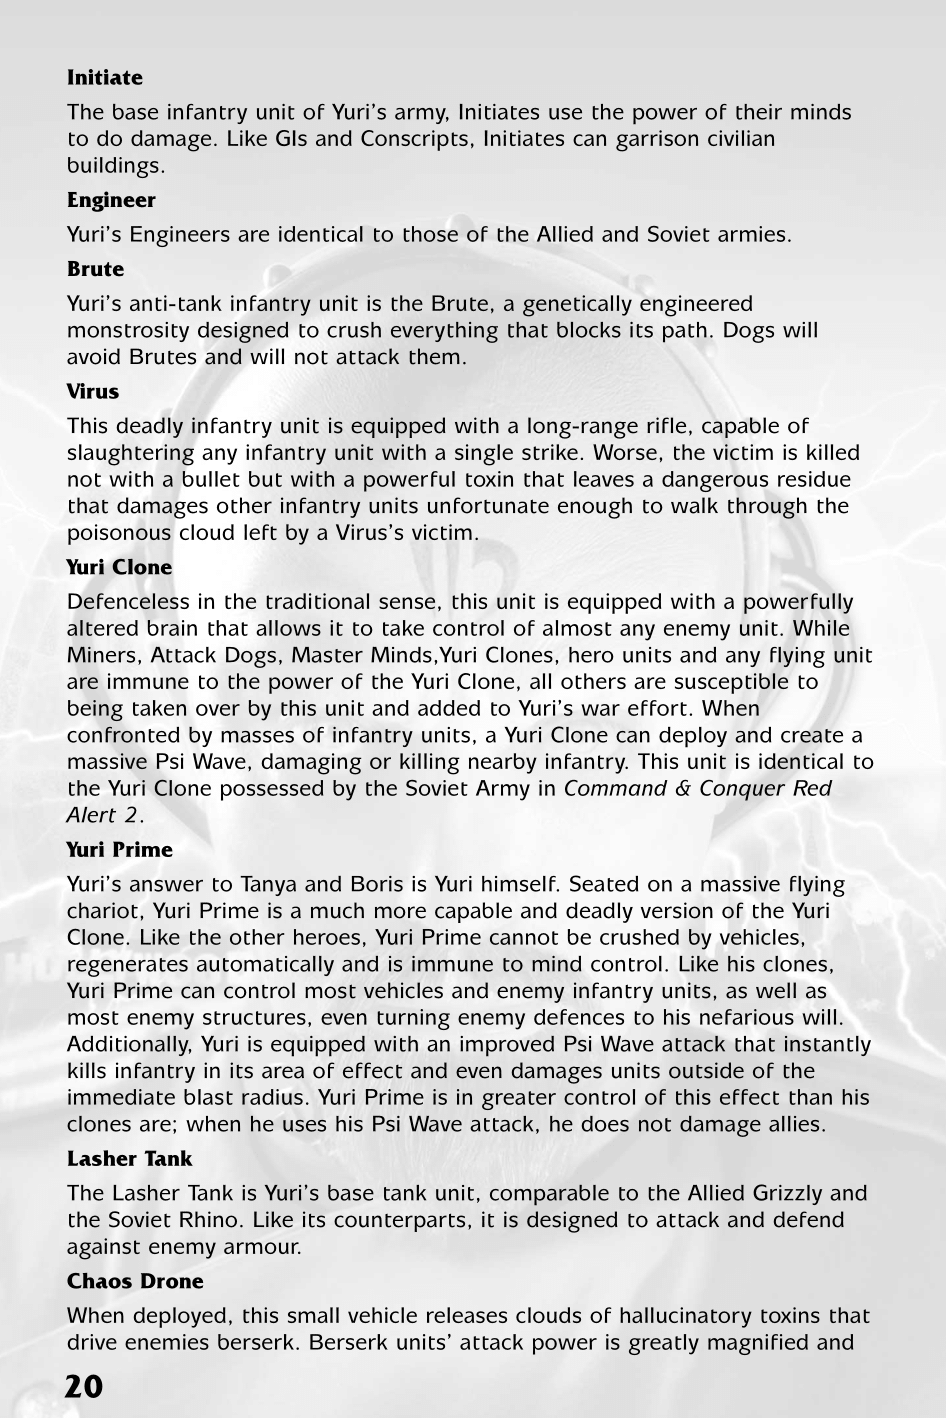 Initiate
The base infantry unit of Yuri's army, Initiates use the power of their minds
to do damage. Like GIs and Conscripts, Initiates can garrison civilian
buildings.
Engineer
Yuri's Engineers are identical to those of the Allied and Soviet armies.
Brute
Yuri's anti-tank infantry unit is the Brute, a genetically engineered
monstrosity designed to crush everything that blocks its path. Dogs will
avoid Brutes and will not attack them.
Virus
This deadly infantry unit is equipped with a long-range rifle, capable of
slaughtering any infantry unit with a single strike. Worse, the victim is killed
not with a bullet but with a powerful toxin that leaves a dangerous residue
that damages other infantry units unfortunate enough to walk through the
poisonous cloud left by a Virus's victim.
Yuri Clone
Defenceless in the traditional sense, this unit is equipped with a powerfully
altered brain that allows it to take control of almost any enemy unit. While
Miners, Attack Dogs, Master Minds,Yuri Clones, hero units and any flying unit
are immune to the power of the Yuri Clone, all others are susceptible to
being taken over by this unit and added to Yuri's war effort. When
confronted by masses of infantry units, a Yuri Clone can deploy and create a
massive Psi Wave, damaging or killing nearby infantry. This unit is identical to
the Yuri Clone possessed by the Soviet Army in Command & Conquer Red
Alert 2.
Yuri Prime
Yuri's answer to Tanya and Boris is Yuri himself. Seated on a massive flying
chariot, Yuri Prime is a much more capable and deadly version of the Yuri
Clone. Like the other heroes, Yuri Prime cannot be crushed by vehicles,
regenerates automatically and is immune to mind control. Like his clones,
Yuri Prime can control most vehicles and enemy infantry units, as well as
most enemy structures, even turning enemy defences to his nefarious will.
Additionally, Yuri is equipped with an improved Psi Wave attack that instantly
kills infantry in its area of effect and even damages units outside of the
immediate blast radius. Yuri Prime is in greater control of this effect than his
clones are; when he uses his Psi Wave attack, he does not damage allies.
Lasher Tank
The Lasher Tank is Yuri's base tank unit, comparable to the Allied Grizzly and
the Soviet Rhino. Like its counterparts, it is designed to attack and defend
against enemy armour.
Chaos Drone
When deployed, this small vehicle releases clouds of hallucinatory toxins that
drive enemies berserk. Berserk units' attack power is greatly magnified and
20